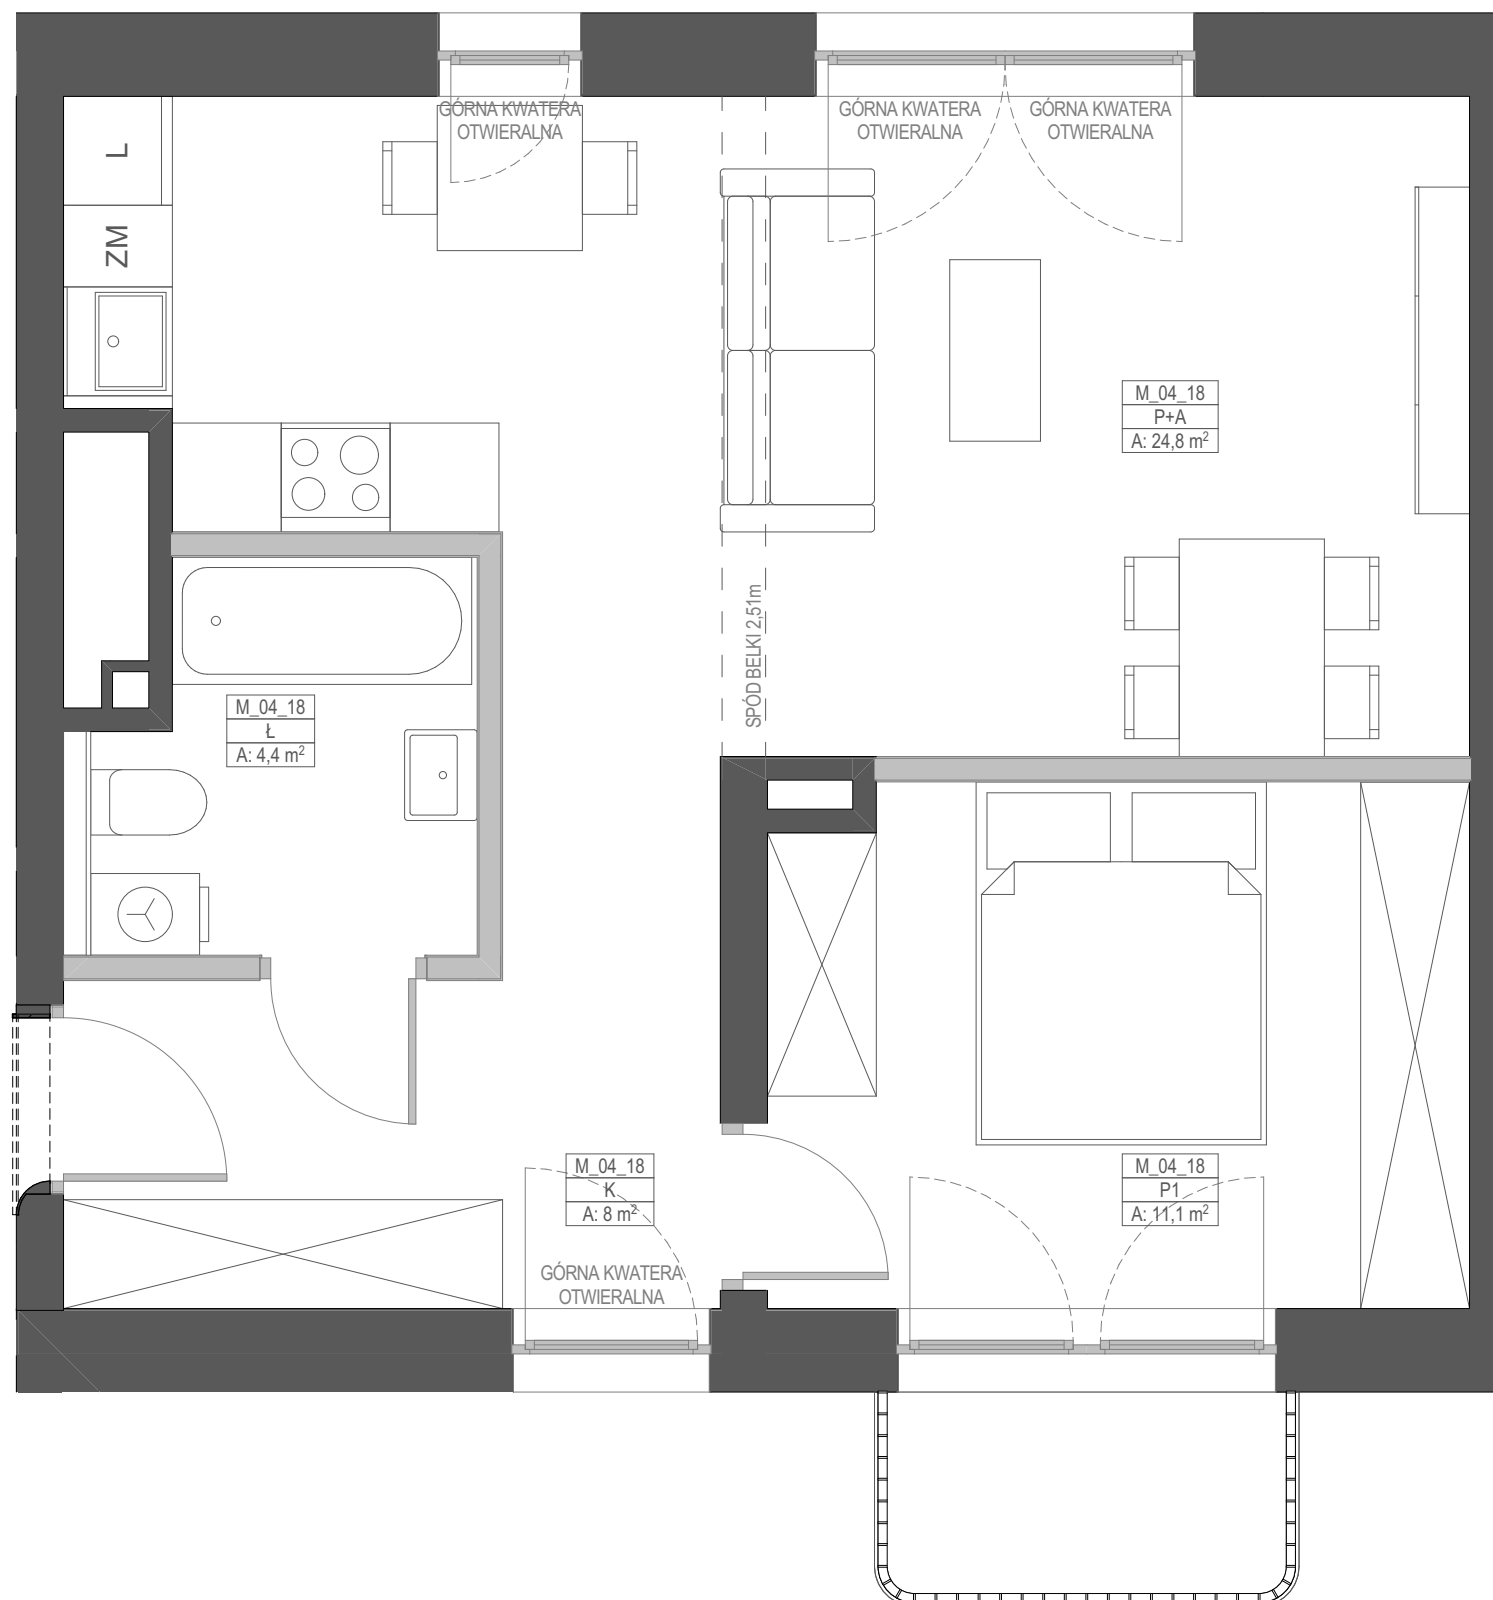 GÓRNA KWATERA
OTWIERALNA
GÓRNA KWATERA
OTWIERALNA
GÓRNA KWATERA
OTWIERALNA
L
ZM
M_04_18
P+A
A: 24,8 m²
SPÓD BELKI 2,51m
M_04_18
Ł
A: 4,4 m²
M_04_18
K
A: 8 m²
M_04_18
P1
A: 11,1 m²
GÓRNA KWATERA
OTWIERALNA